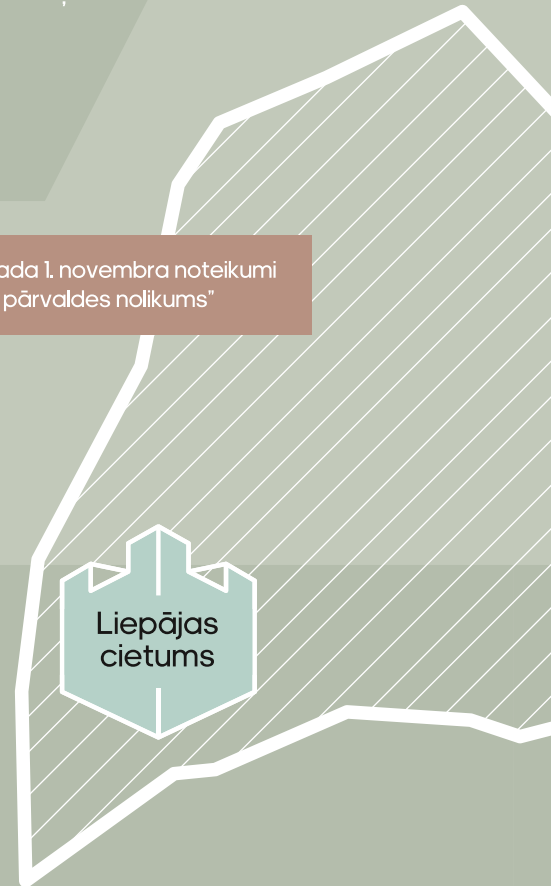 ada 1. novembra noteikumi
pārvaldes nolikums”
Liepājas
cietums